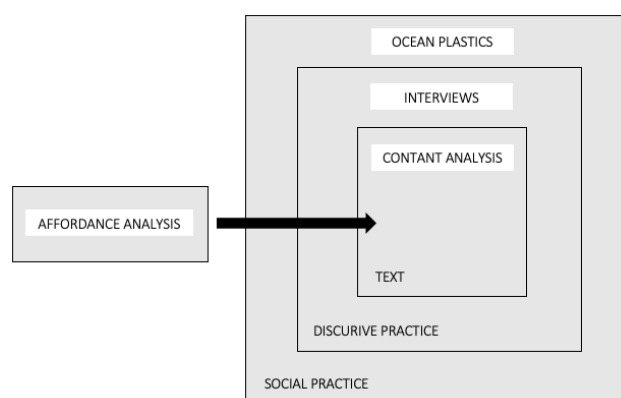 OCEAN PLASTICS
INTERVIEWS
CONTANT ANALYSIS
AFFORDANCE ANALYSIS
TEXT
DISCURIVE PRACTICE
SOCIAL PRACTICE